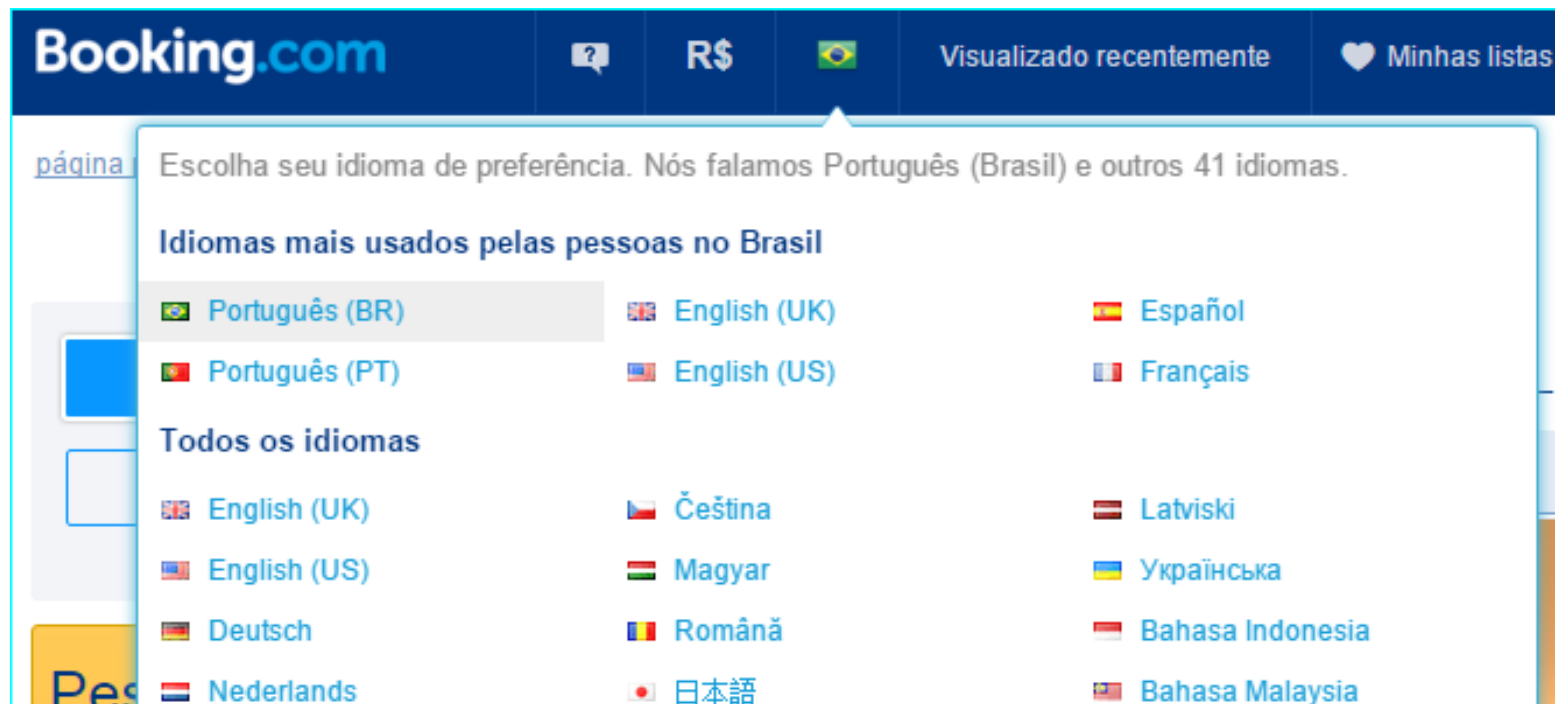 Booking.com R$ Visualizado recentemente Minhas listas
página
Escolha seu idioma de preferência. Nós falamos Português (Brasil) e outros 41 idiomas.
Idiomas mais usados pelas pessoas no Brasil
Português (BR) English (UK) Español
Português (PT) English (US) Français
Todos os idiomas
English (UK) Čeština Latviski
English (US) Magyar Українська
Deutsch Română Bahasa Indonesia
Nederlands 日本語 Bahasa Malaysia